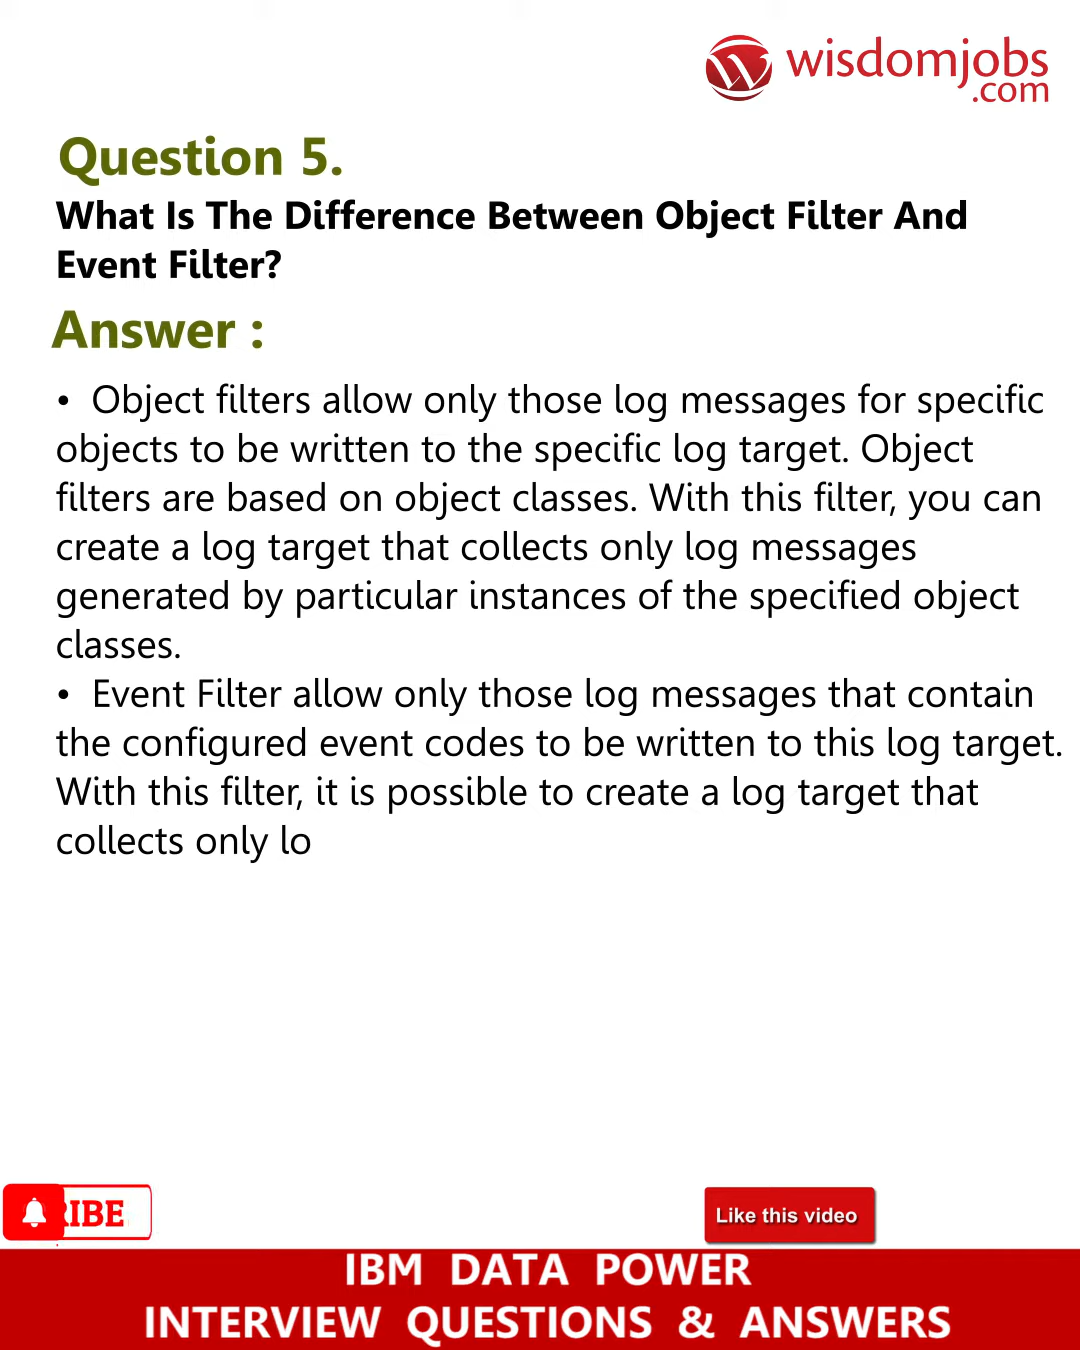 wisdomjobs
.com
Question 5.
What Is The Difference Between Object Filter And
Event Filter?
Answer :
• Object filters allow only those log messages for specific
objects to be written to the specific log target. Object
filters are based on object classes. With this filter, you can
create a log target that collects only log messages
generated by particular instances of the specified object
classes.
• Event Filter allow only those log messages that contain
the configured event codes to be written to this log target.
With this filter, it is possible to create a log target that
collects only lo
RIBE
Like this video
IBM DATA POWER
INTERVIEW QUESTIONS & ANSWERS